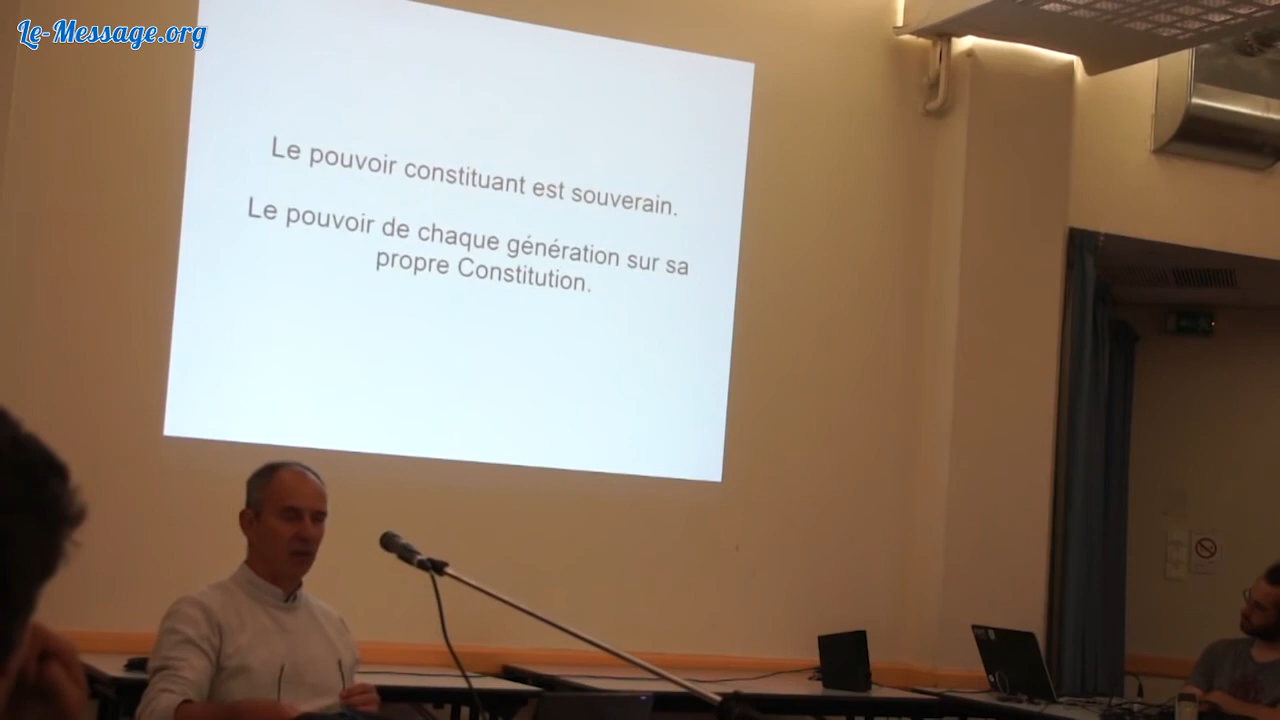 Le-Message.org
Le pouvoir constituant est souverain.
Le pouvoir de chaque génération sur sa
propre Constitution.